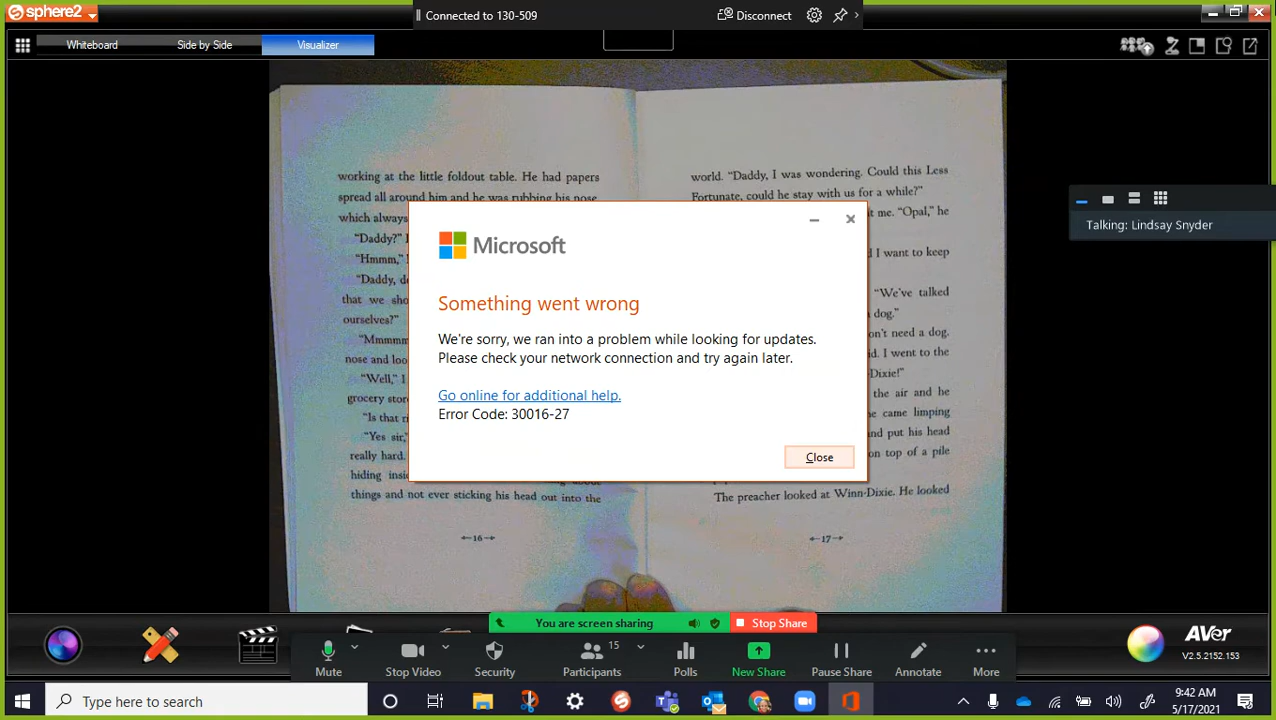 sphere2
Connected to 130-509
Disconnect
Whiteboard
Side by Side
Visualizer
working at the little foldout table. He had papers
spread all around him and he was rubbing his nose,
which always
"Daddy?"
"Hmmm,"
"Daddy,
that we
ourselves?"
nose and
"Well," I
grocery
"Is that
"Yes sir,"
really hard.
hiding
things and not ever sticking his head out into the
16
world. "Daddy, I was wondering. Could this Less
Fortunate, could he stay with us for a while?"
me. "Opal," he
I want to keep
"We've talked
dog."
need a dog.
I went to the
Dixie!"
the air and he
came limping
and put his head
on top of a pile
The preacher looked at Winn-Dixie. He looked
17
Talking: Lindsay Snyder
Microsoft
Something went wrong
We're sorry, we ran into a problem while looking for updates.
Please check your network connection and try again later.
Go online for additional help.
Error Code: 30016-27
Close
You are screen sharing
Stop Share
15
Mute
Stop Video
Security
Participants
Polls
New Share
Pause Share
Annotate
More
AVer
V2.5.2152.153
Type here to search
9:42 AM
5/17/2021